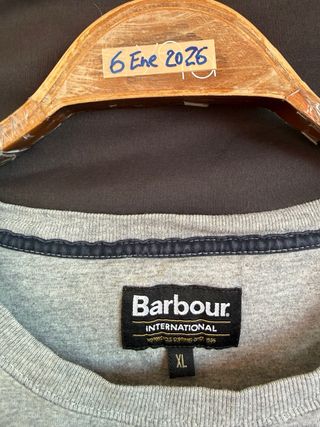 6 Ene 2026
Barbour
INTERNATIONAL
XL